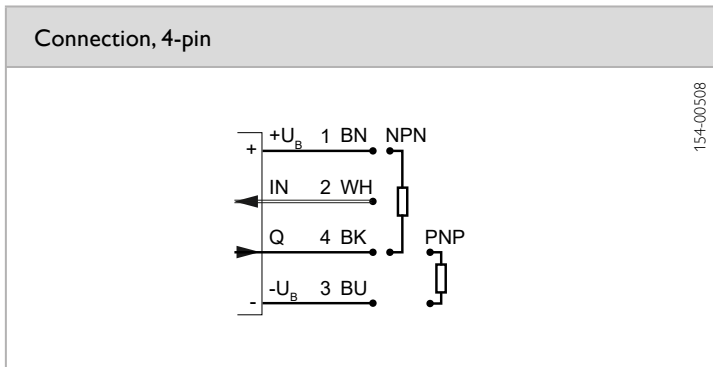 Connection, 4-pin
154-00508
+U_B 1 BN NPN
+
IN 2 WH
Q 4 BK PNP
-U_B 3 BU
-